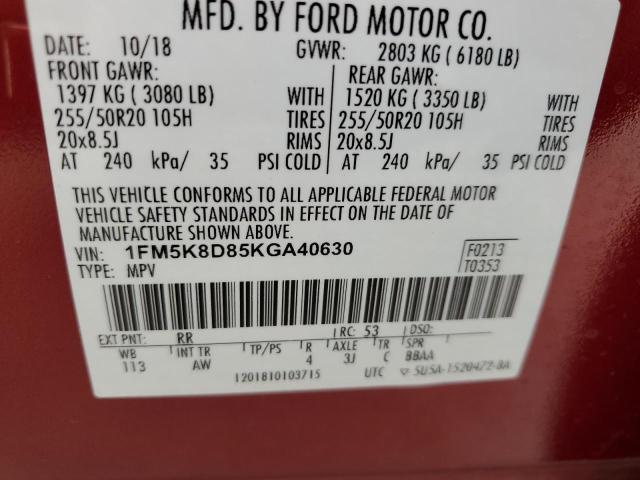 MFD. BY FORD MOTOR CO.
DATE: 10/18 GVWR: 2803 KG ( 6180 LB)
FRONT GAWR: REAR GAWR:
1397 KG ( 3080 LB) WITH 1520 KG ( 3350 LB) WITH
255/50R20 105H TIRES 255/50R20 105H TIRES
20x8.5J RIMS 20x8.5J RIMS
AT 240 kPa/ 35 PSI COLD AT 240 kPa/ 35 PSI COLD
THIS VEHICLE CONFORMS TO ALL APPLICABLE FEDERAL MOTOR
VEHICLE SAFETY STANDARDS IN EFFECT ON THE DATE OF
MANUFACTURE SHOWN ABOVE.
VIN: 1FM5K8D85KGA40630 F0213
TYPE: MPV T0353
EXT PNT: RR RC: 53 DSO:
WB INT TR TP/PS R AXLE TR SPR
113 AW 4 3J C BBAA
1201810103715 UTC 5U5A-1520472-BA